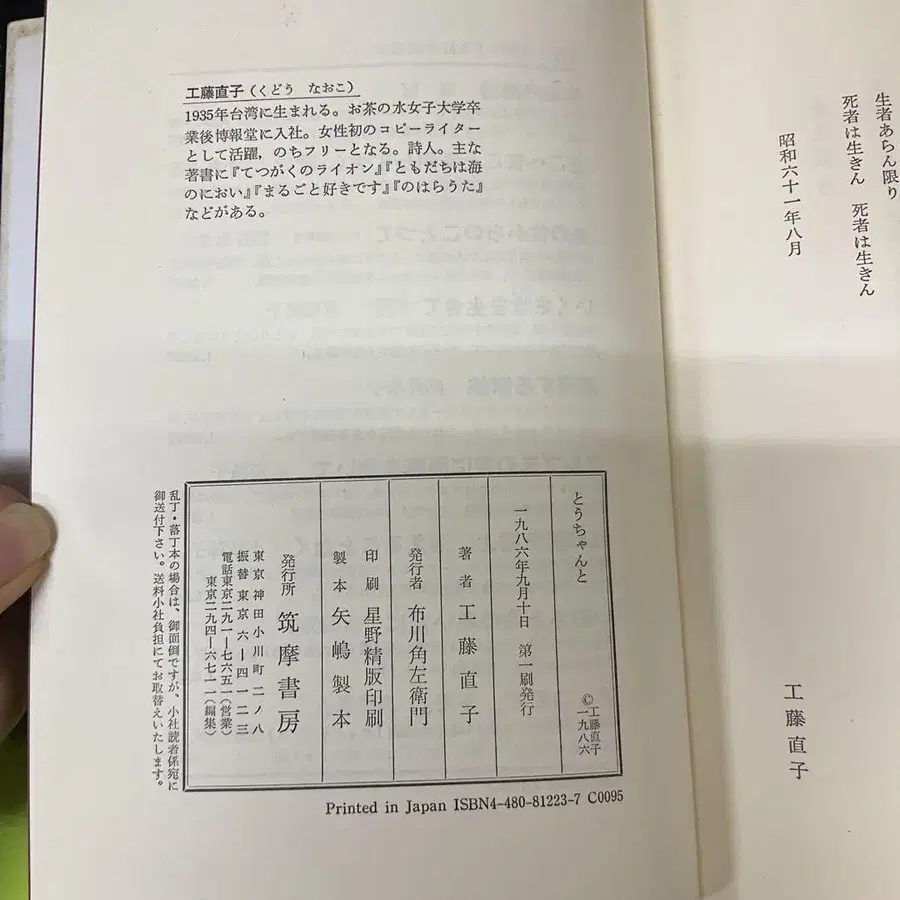 生者あらん限り
死者は生きん　死者は生きん
昭和六十一年八月
工藤直子
工藤直子（くどう　なおこ）
1935年台湾に生まれる。お茶の水女子大学卒
業後博報堂に入社。女性初のコピーライター
として活躍，のちフリーとなる。詩人。主な
著書に『てつがくのライオン』『ともだちは海
のにおい』『まるごと好きです』『のはらうた』
などがある。
とうちゃんと
©工藤直子
一九八六
一九八六年九月十日　第一刷発行
著者　工藤直子
発行者　布川角左衛門
印刷　星野精版印刷
製本　矢嶋製本
発行所　筑摩書房
東京神田小川町二ノ八
振替東京六―四一二三
電話東京二九一―七六五一（営業）
東京二九四―六七一一（編集）
乱丁・落丁本の場合は、御面倒ですが、小社読者係宛に
御送付下さい。送料小社負担にてお取替えいたします。
Printed in Japan ISBN4-480-81223-7 C0095